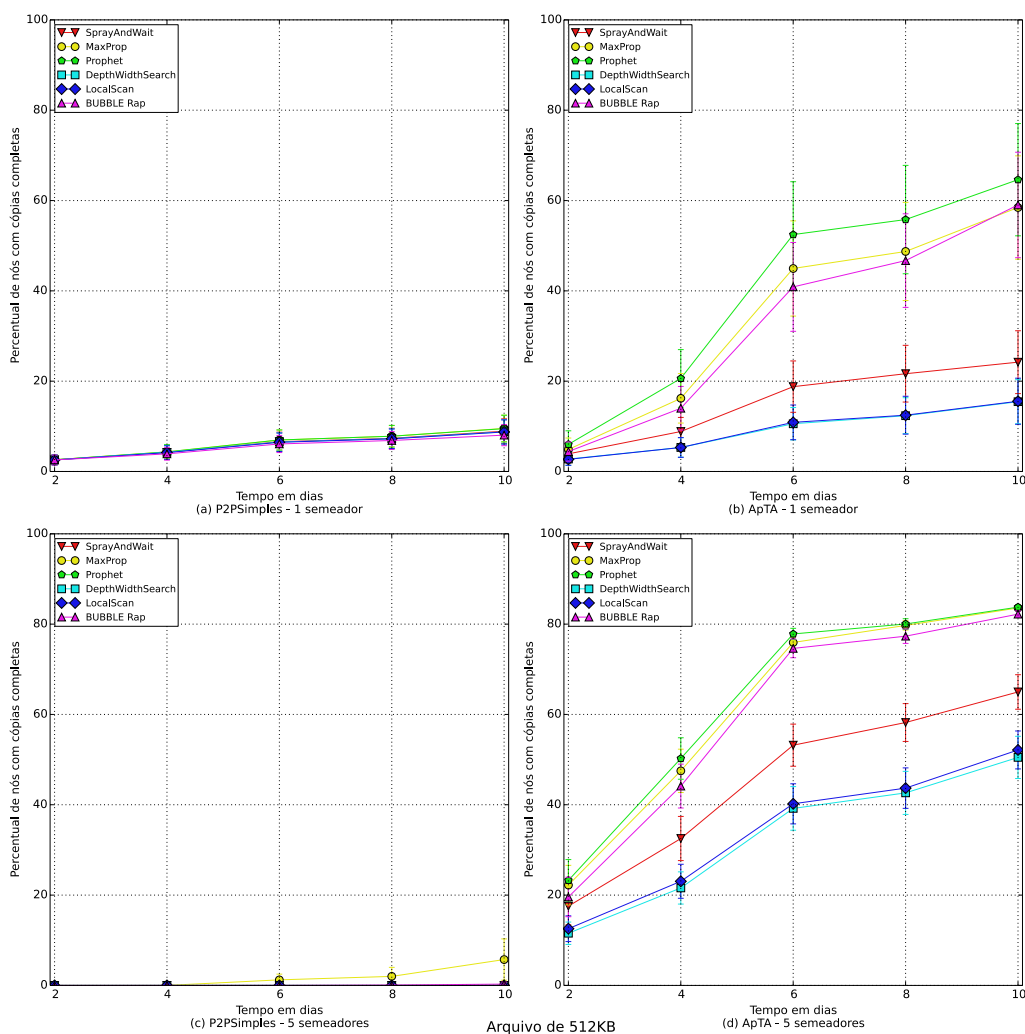 100
80
60
40
20
0
Percentual de nós com cópias completas
SprayAndWait
MaxProp
Prophet
DepthWidthSearch
LocalScan
BUBBLE Rap
2 4 6 8 10
Tempo em dias
(a) P2PSimples - 1 semeador
100
80
60
40
20
0
Percentual de nós com cópias completas
SprayAndWait
MaxProp
Prophet
DepthWidthSearch
LocalScan
BUBBLE Rap
2 4 6 8 10
Tempo em dias
(b) ApTA - 1 semeador
100
80
60
40
20
0
Percentual de nós com cópias completas
SprayAndWait
MaxProp
Prophet
DepthWidthSearch
LocalScan
BUBBLE Rap
2 4 6 8 10
Tempo em dias
(c) P2PSimples - 5 semeadores
100
80
60
40
20
0
Percentual de nós com cópias completas
SprayAndWait
MaxProp
Prophet
DepthWidthSearch
LocalScan
BUBBLE Rap
2 4 6 8 10
Tempo em dias
(d) ApTA - 5 semeadores
Arquivo de 512KB